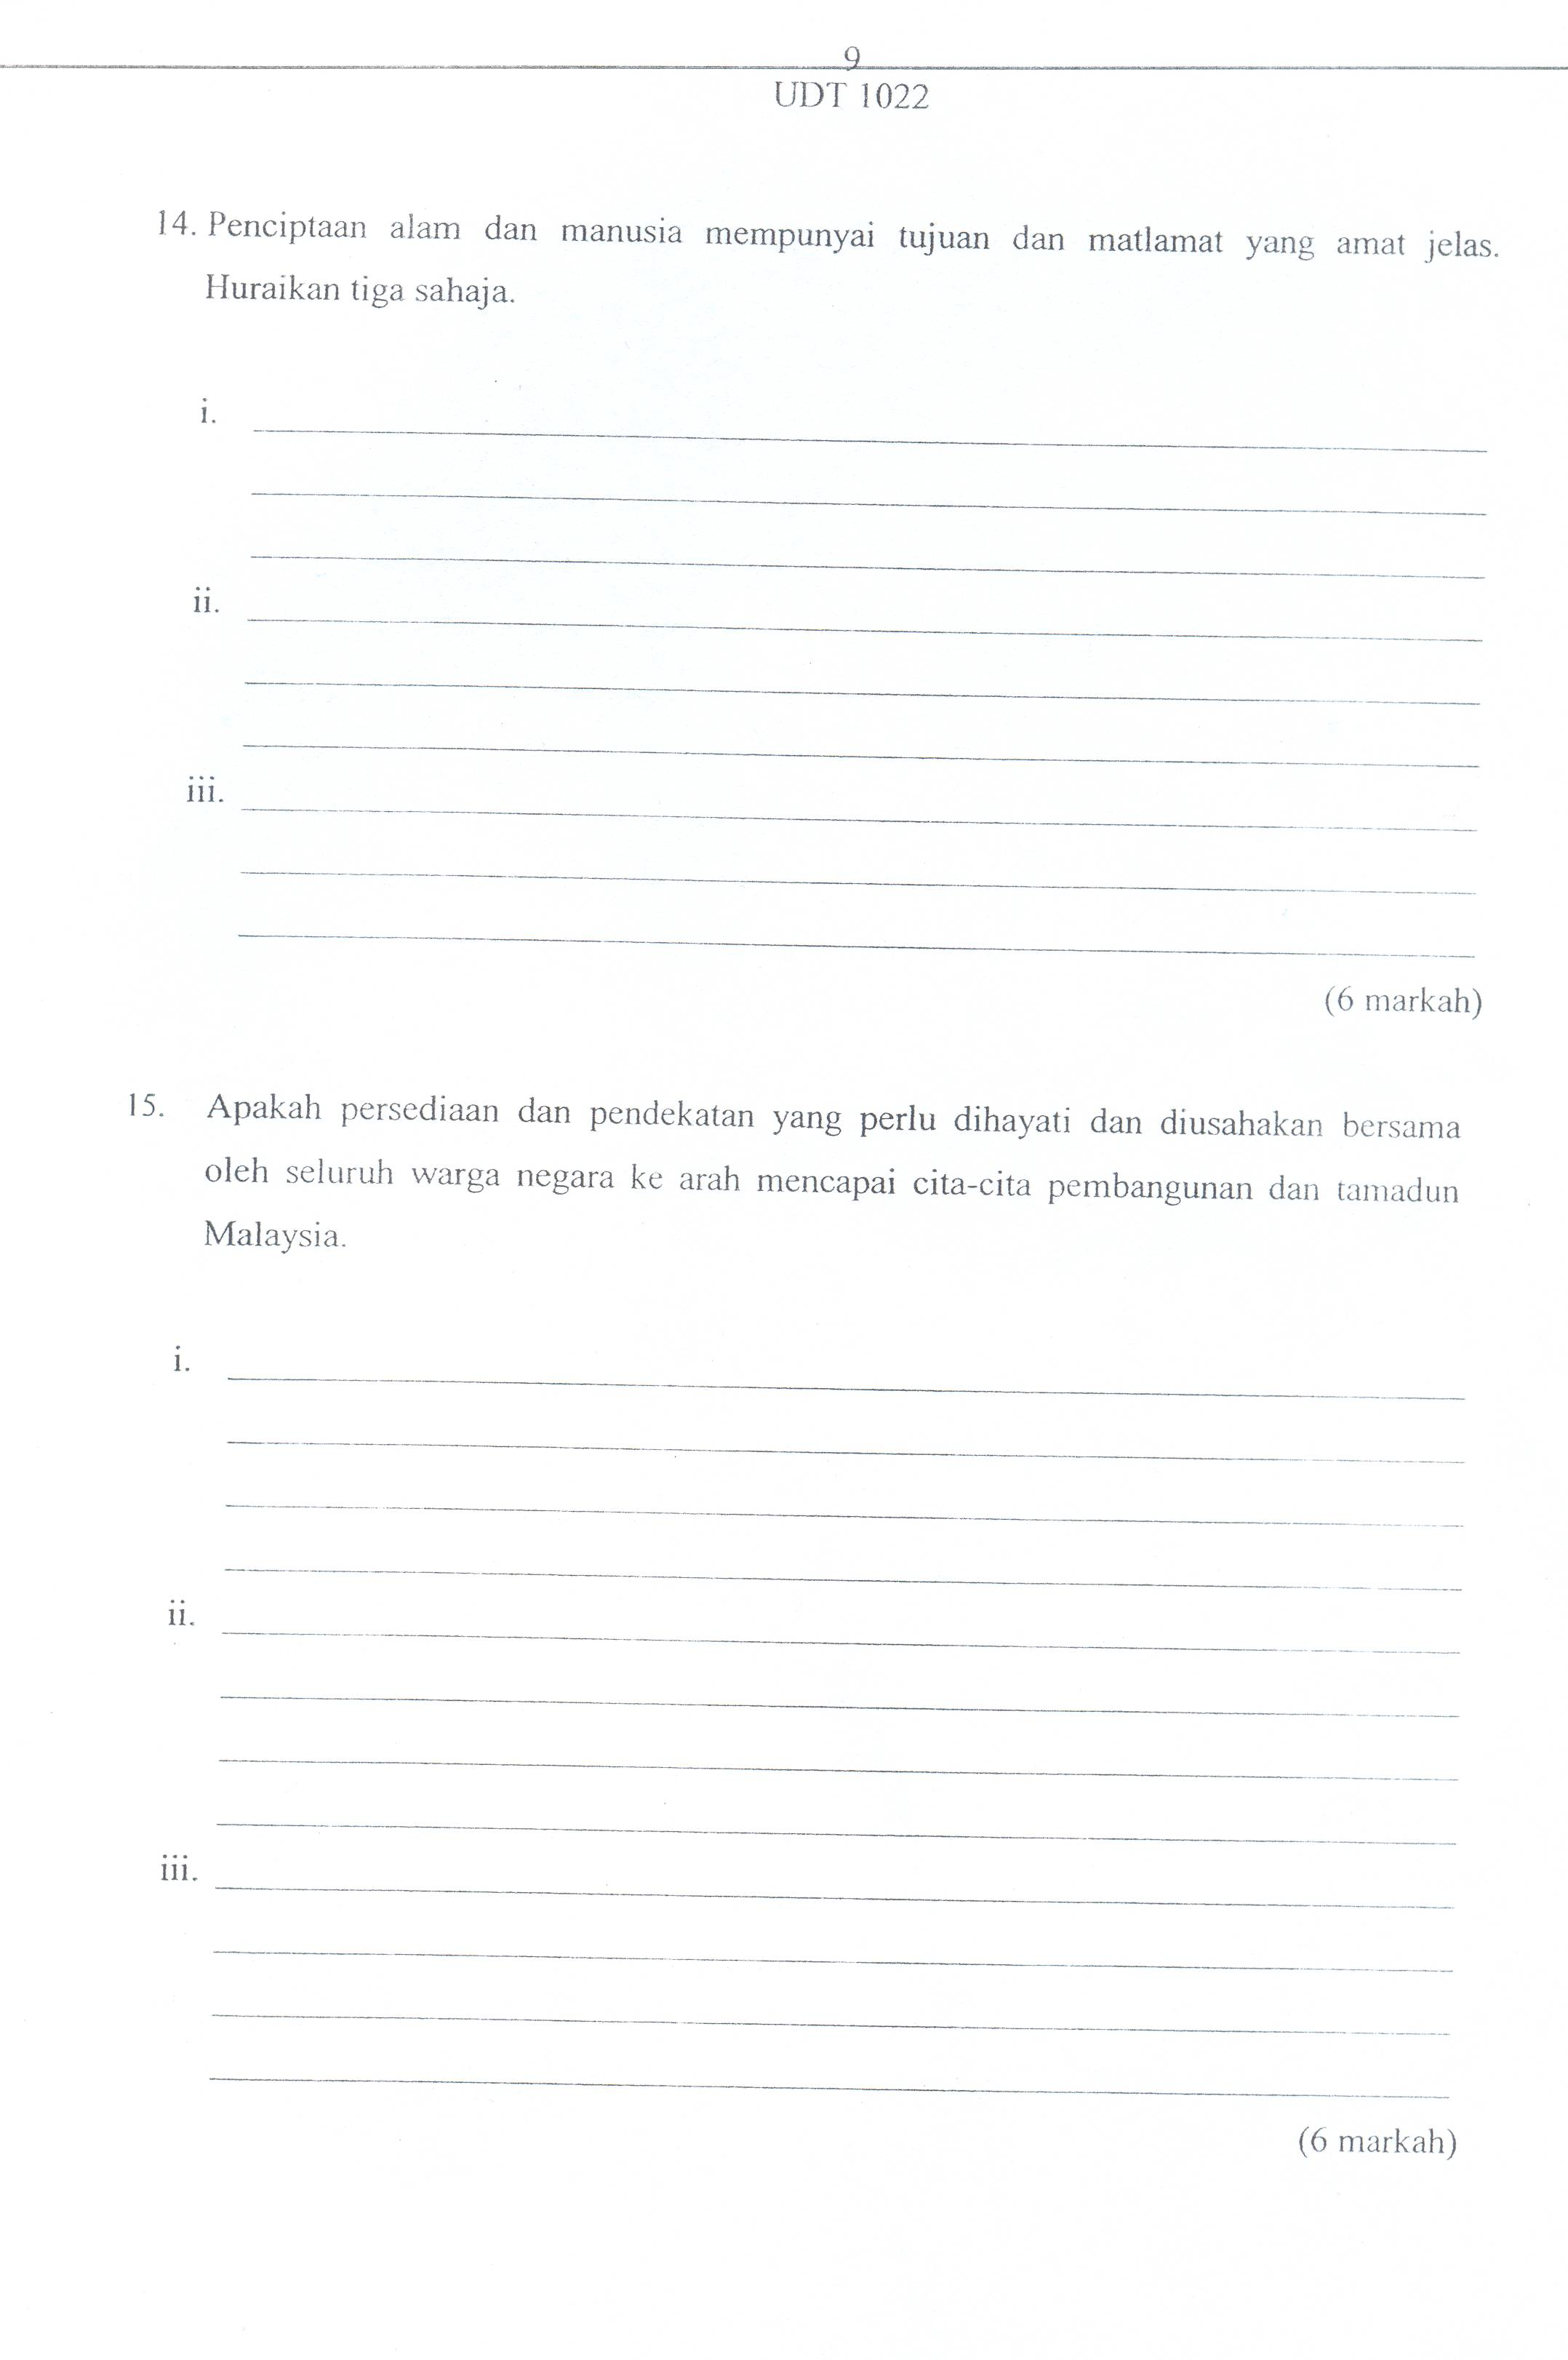 9
UDT 1022
14. Penciptaan alam dan manusia mempunyai tujuan dan matlamat yang amat jelas.
Huraikan tiga sahaja.
i.
ii.
iii.
(6 markah)
15. Apakah persediaan dan pendekatan yang perlu dihayati dan diusahakan bersama
oleh seluruh warga negara ke arah mencapai cita-cita pembangunan dan tamadun
Malaysia.
i.
ii.
iii.
(6 markah)